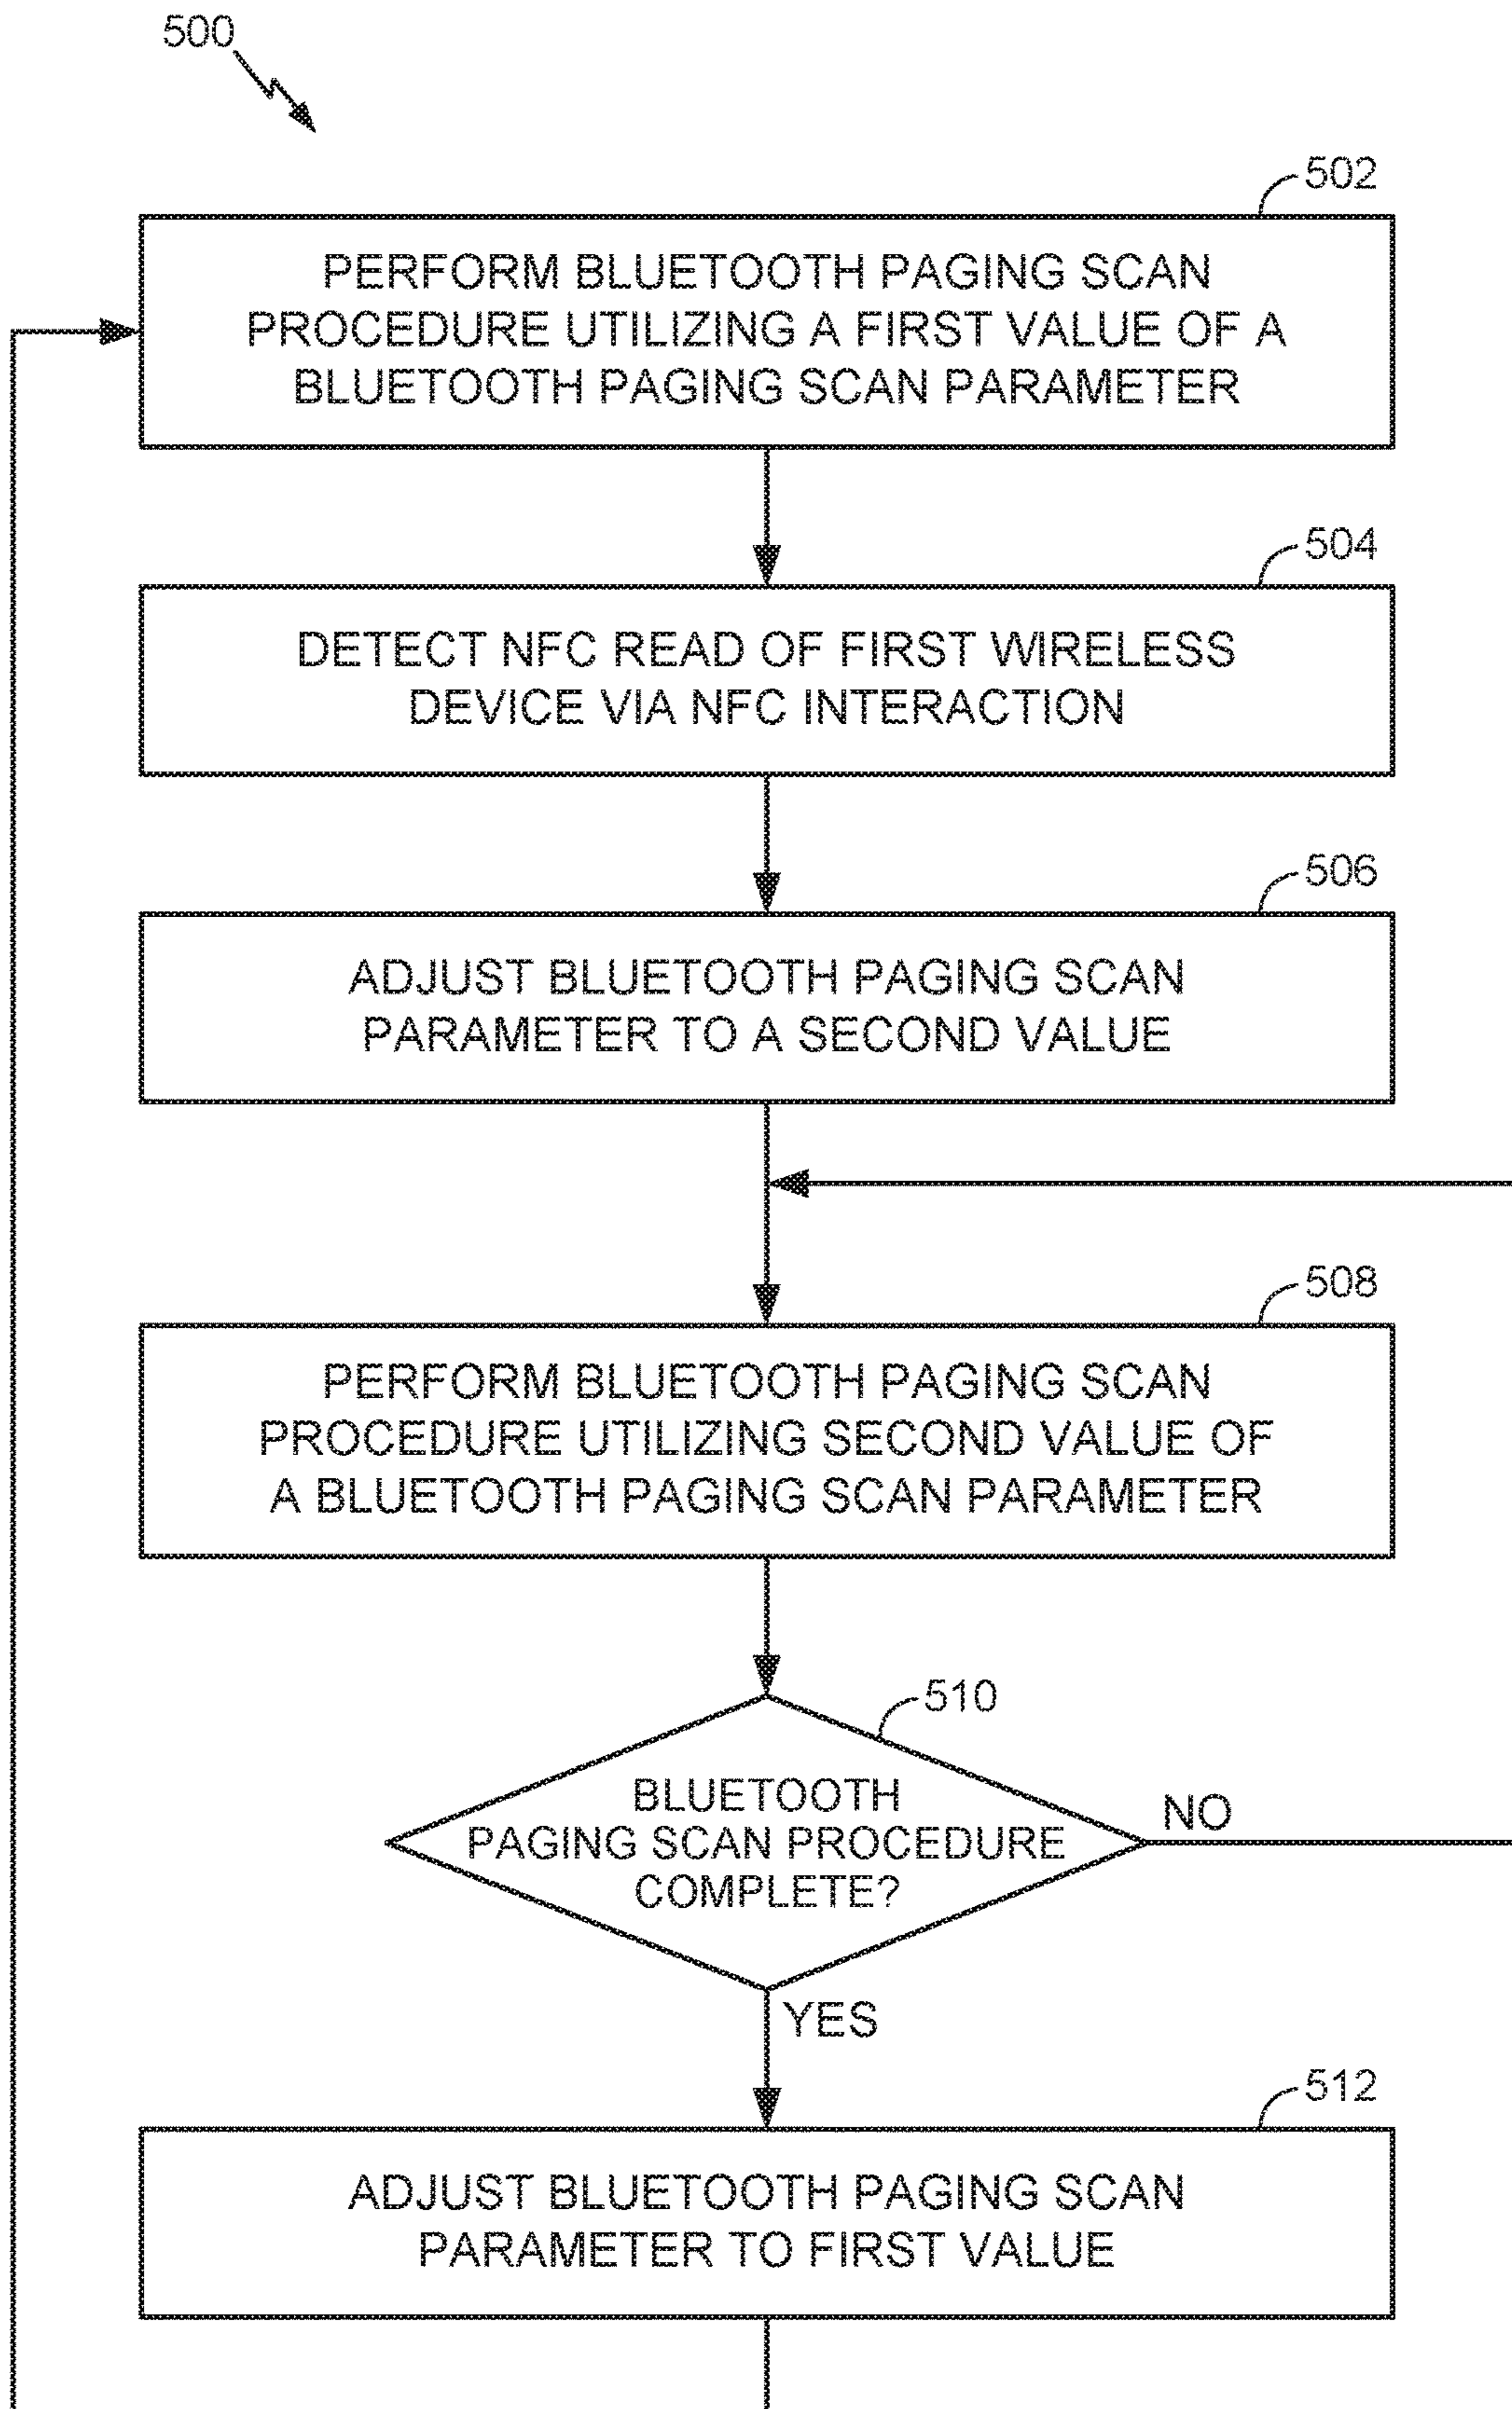 500
502
PERFORM BLUETOOTH PAGING SCAN
PROCEDURE UTILIZING A FIRST VALUE OF A
BLUETOOTH PAGING SCAN PARAMETER
504
DETECT NFC READ OF FIRST WIRELESS
DEVICE VIA NFC INTERACTION
506
ADJUST BLUETOOTH PAGING SCAN
PARAMETER TO A SECOND VALUE
508
PERFORM BLUETOOTH PAGING SCAN
PROCEDURE UTILIZING SECOND VALUE OF
A BLUETOOTH PAGING SCAN PARAMETER
510
BLUETOOTH
PAGING SCAN PROCEDURE
COMPLETE?
NO
YES
512
ADJUST BLUETOOTH PAGING SCAN
PARAMETER TO FIRST VALUE